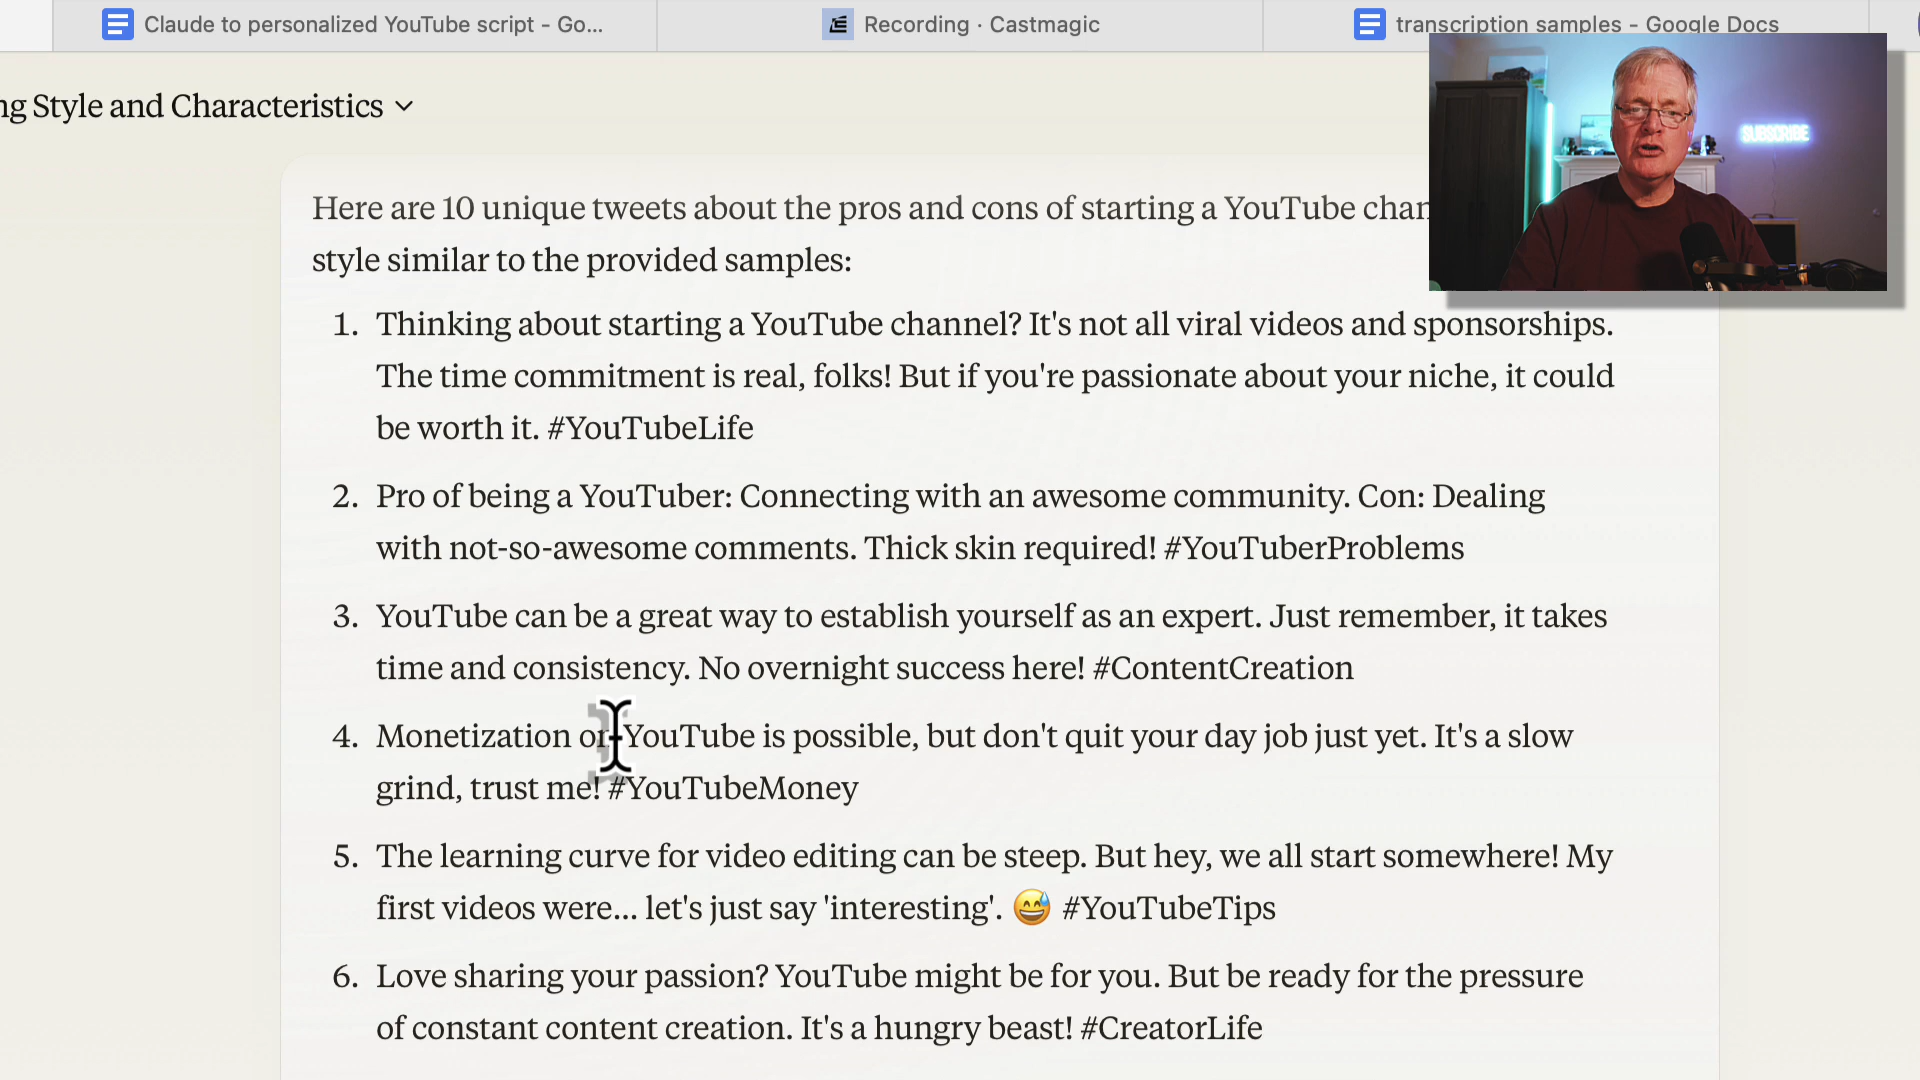 Claude to personalized YouTube script - Go...
Recording · Castmagic
transcription samples - Google Docs
ng Style and Characteristics
SUBSCRIBE
Here are 10 unique tweets about the pros and cons of starting a YouTube chan
style similar to the provided samples:
1. Thinking about starting a YouTube channel? It's not all viral videos and sponsorships.
The time commitment is real, folks! But if you're passionate about your niche, it could
be worth it. #YouTubeLife
2. Pro of being a YouTuber: Connecting with an awesome community. Con: Dealing
with not-so-awesome comments. Thick skin required! #YouTuberProblems
3. YouTube can be a great way to establish yourself as an expert. Just remember, it takes
time and consistency. No overnight success here! #ContentCreation
4. Monetization on YouTube is possible, but don't quit your day job just yet. It's a slow
grind, trust me! #YouTubeMoney
5. The learning curve for video editing can be steep. But hey, we all start somewhere! My
first videos were... let's just say 'interesting'. 😅 #YouTubeTips
6. Love sharing your passion? YouTube might be for you. But be ready for the pressure
of constant content creation. It's a hungry beast! #CreatorLife